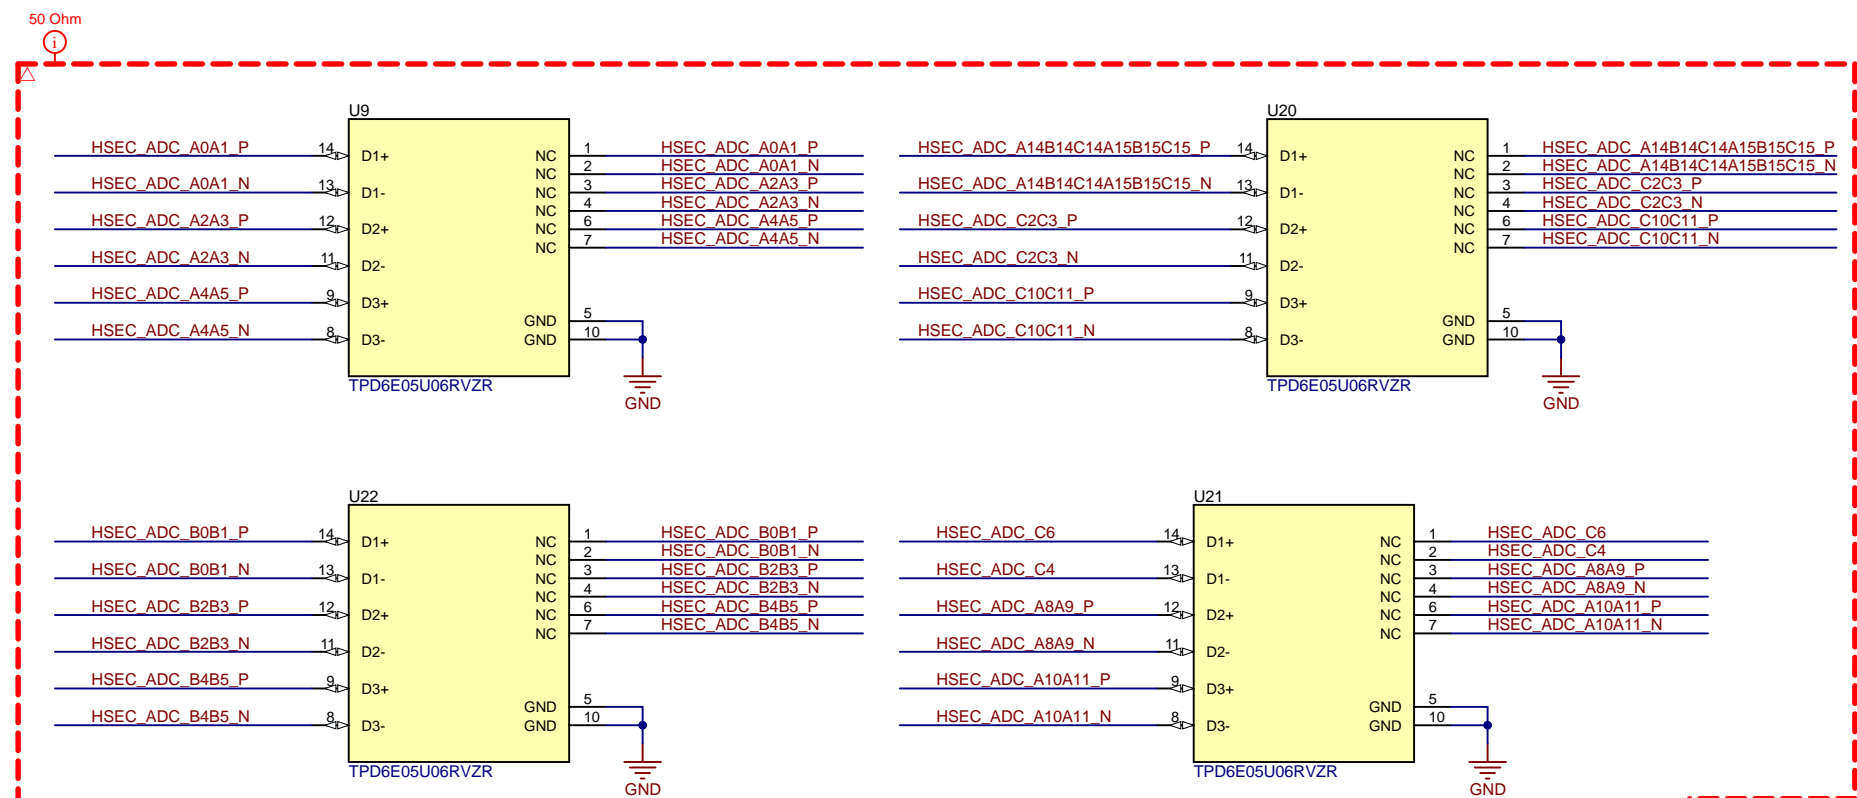 50 Ohm
i
U9
HSEC_ADC_A0A1_P 14 D1+ NC 1 HSEC_ADC_A0A1_P
NC 2 HSEC_ADC_A0A1_N
HSEC_ADC_A0A1_N 13 D1- NC 3 HSEC_ADC_A2A3_P
NC 4 HSEC_ADC_A2A3_N
HSEC_ADC_A2A3_P 12 D2+ NC 6 HSEC_ADC_A4A5_P
NC 7 HSEC_ADC_A4A5_N
HSEC_ADC_A2A3_N 11 D2-
HSEC_ADC_A4A5_P 9 D3+
GND 5
HSEC_ADC_A4A5_N 8 D3- GND 10
TPD6E05U06RVZR
GND
U20
HSEC_ADC_A14B14C14A15B15C15_P 14 D1+ NC 1 HSEC_ADC_A14B14C14A15B15C15_P
NC 2 HSEC_ADC_A14B14C14A15B15C15_N
HSEC_ADC_A14B14C14A15B15C15_N 13 D1- NC 3 HSEC_ADC_C2C3_P
NC 4 HSEC_ADC_C2C3_N
HSEC_ADC_C2C3_P 12 D2+ NC 6 HSEC_ADC_C10C11_P
NC 7 HSEC_ADC_C10C11_N
HSEC_ADC_C2C3_N 11 D2-
HSEC_ADC_C10C11_P 9 D3+
GND 5
HSEC_ADC_C10C11_N 8 D3- GND 10
TPD6E05U06RVZR
GND
U22
HSEC_ADC_B0B1_P 14 D1+ NC 1 HSEC_ADC_B0B1_P
NC 2 HSEC_ADC_B0B1_N
HSEC_ADC_B0B1_N 13 D1- NC 3 HSEC_ADC_B2B3_P
NC 4 HSEC_ADC_B2B3_N
HSEC_ADC_B2B3_P 12 D2+ NC 6 HSEC_ADC_B4B5_P
NC 7 HSEC_ADC_B4B5_N
HSEC_ADC_B2B3_N 11 D2-
HSEC_ADC_B4B5_P 9 D3+
GND 5
HSEC_ADC_B4B5_N 8 D3- GND 10
TPD6E05U06RVZR
GND
U21
HSEC_ADC_C6 14 D1+ NC 1 HSEC_ADC_C6
NC 2 HSEC_ADC_C4
HSEC_ADC_C4 13 D1- NC 3 HSEC_ADC_A8A9_P
NC 4 HSEC_ADC_A8A9_N
HSEC_ADC_A8A9_P 12 D2+ NC 6 HSEC_ADC_A10A11_P
NC 7 HSEC_ADC_A10A11_N
HSEC_ADC_A8A9_N 11 D2-
HSEC_ADC_A10A11_P 9 D3+
GND 5
HSEC_ADC_A10A11_N 8 D3- GND 10
TPD6E05U06RVZR
GND